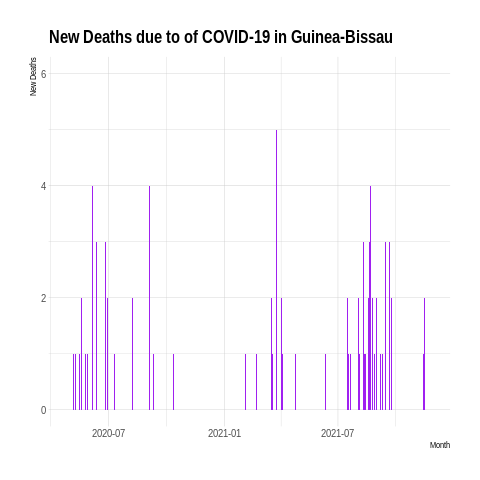 New Deaths due to of COVID-19 in Guinea-Bissau
New Deaths
6
4
2
0
2020-07
2021-01
2021-07
Month